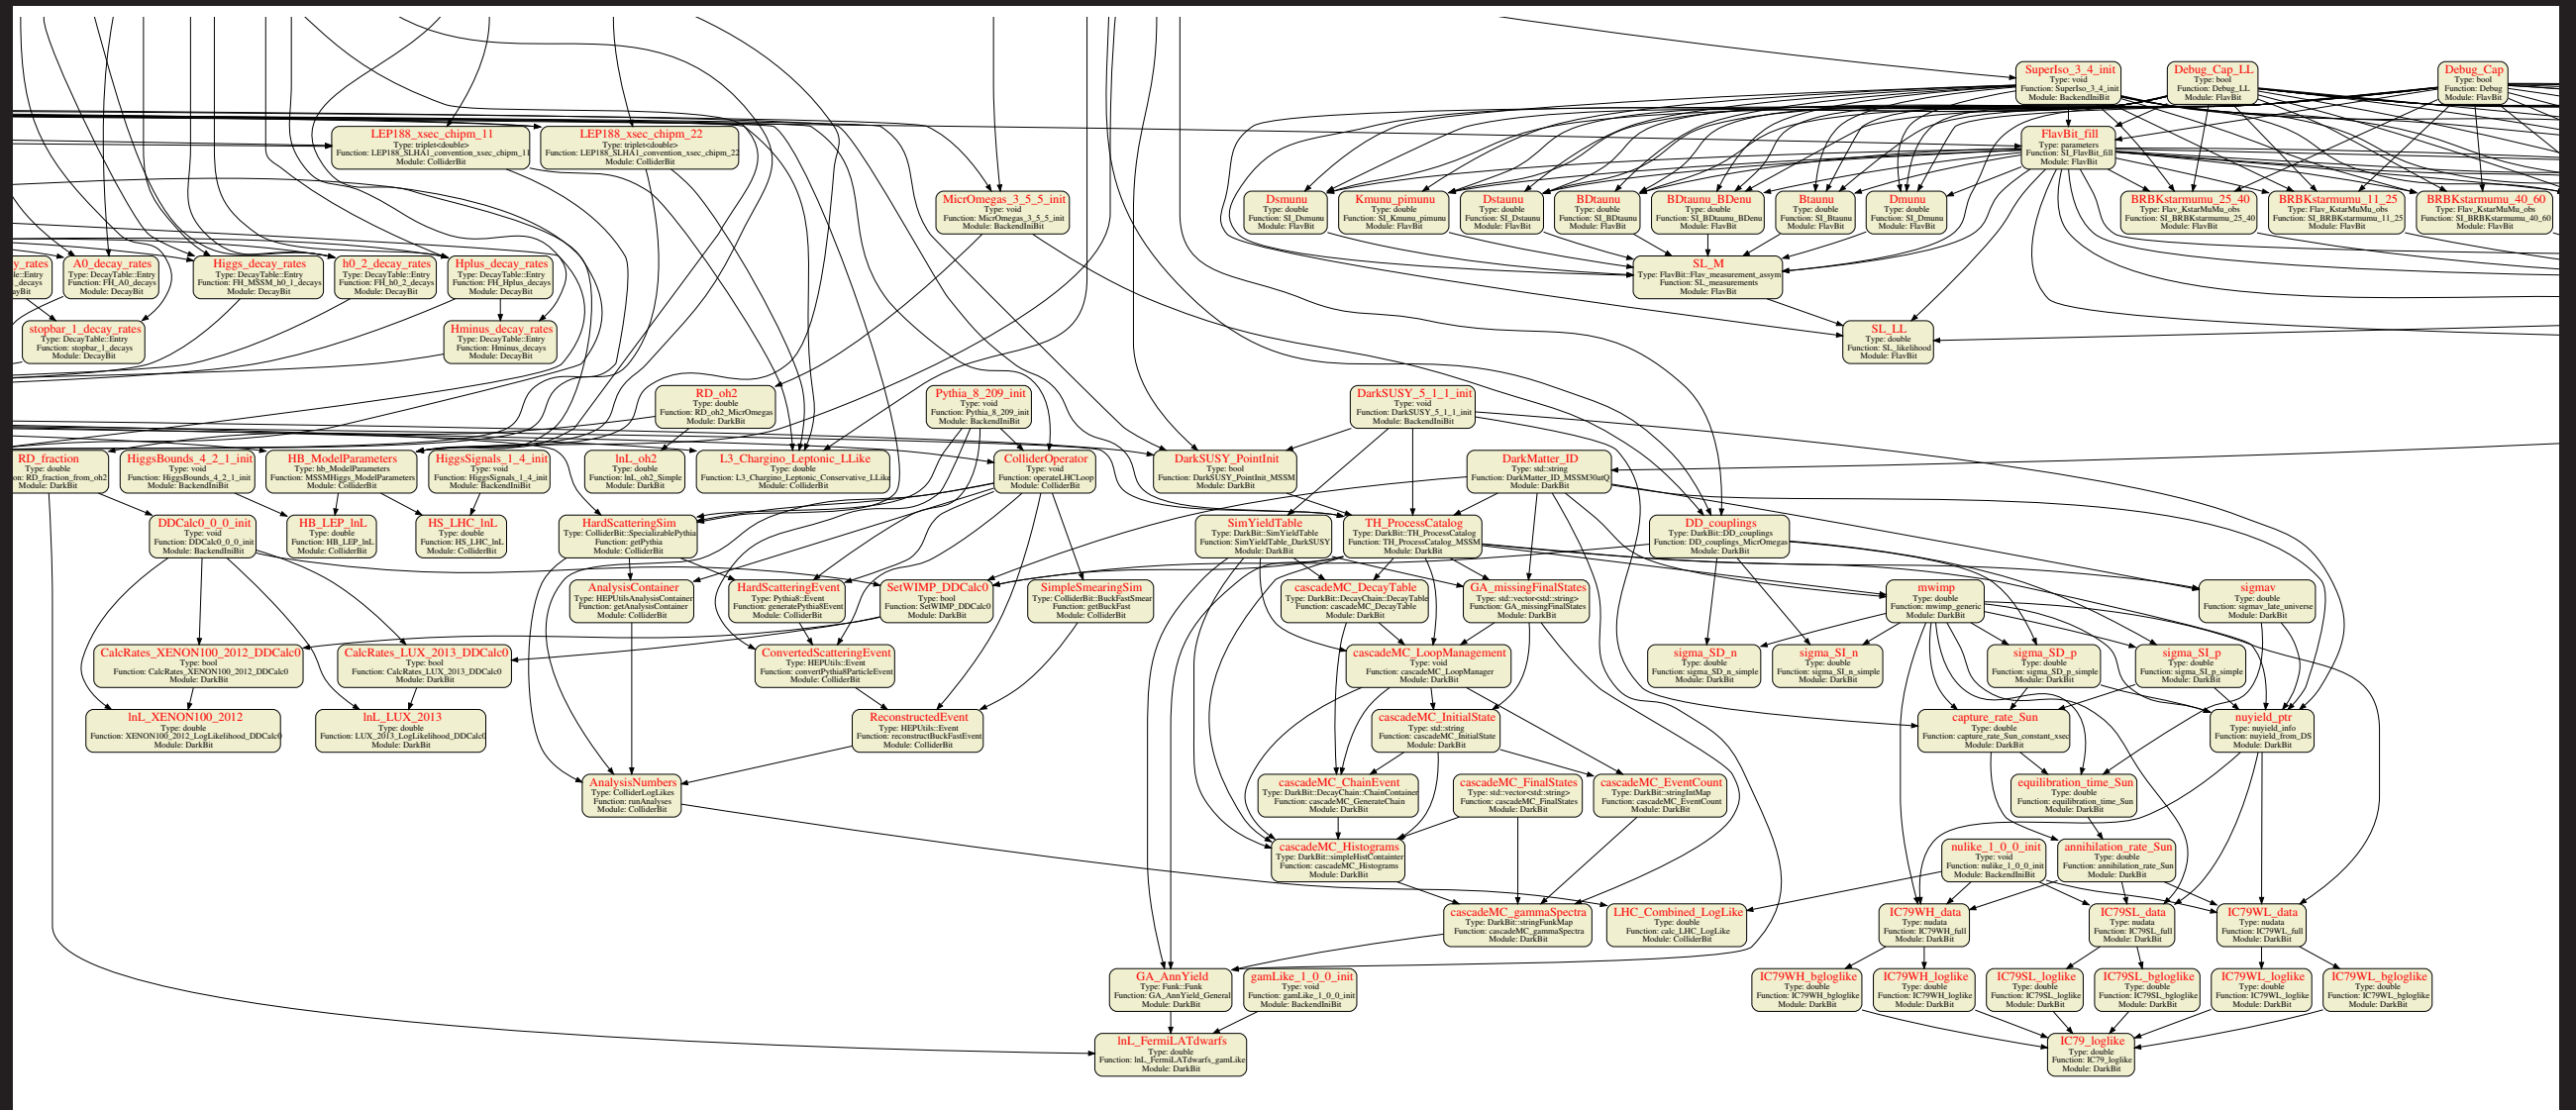 SuperIso_3_4_init
Type: void
Function: SuperIso_3_4_init
Module: BackendIniBit
Debug_Cap_LL
Type: bool
Function: Debug_LL
Module: FlavBit
Debug_Cap
Type: bool
Function: Debug
Module: FlavBit
LEP188_xsec_chipm_11
Type: triplet<double>
Function: LEP188_SLHA1_convention_xsec_chipm_11
Module: ColliderBit
LEP188_xsec_chipm_22
Type: triplet<double>
Function: LEP188_SLHA1_convention_xsec_chipm_22
Module: ColliderBit
FlavBit_fill
Type: parameters
Function: SI_FlavBit_fill
Module: FlavBit
MicrOmegas_3_5_5_init
Type: void
Function: MicrOmegas_3_5_5_init
Module: BackendIniBit
Dsmunu
Type: double
Function: SI_Dsmunu
Module: FlavBit
Kmunu_pimunu
Type: double
Function: SI_Kmunu_pimunu
Module: FlavBit
Dstaunu
Type: double
Function: SI_Dstaunu
Module: FlavBit
BDtaunu
Type: double
Function: SI_BDtaunu
Module: FlavBit
BDtaunu_BDenu
Type: double
Function: SI_BDtaunu_BDenu
Module: FlavBit
Btaunu
Type: double
Function: SI_Btaunu
Module: FlavBit
Dmunu
Type: double
Function: SI_Dmunu
Module: FlavBit
BRBKstarmumu_25_40
Type: Flav_KstarMuMu_obs
Function: SI_BRBKstarmumu_25_40
Module: FlavBit
BRBKstarmumu_11_25
Type: Flav_KstarMuMu_obs
Function: SI_BRBKstarmumu_11_25
Module: FlavBit
BRBKstarmumu_40_60
Type: Flav_KstarMuMu_obs
Function: SI_BRBKstarmumu_40_60
Module: FlavBit
y_rates
le::Entry
_decays
ayBit
A0_decay_rates
Type: DecayTable::Entry
Function: FH_A0_decays
Module: DecayBit
Higgs_decay_rates
Type: DecayTable::Entry
Function: FH_MSSM_h0_1_decays
Module: DecayBit
h0_2_decay_rates
Type: DecayTable::Entry
Function: FH_h0_2_decays
Module: DecayBit
Hplus_decay_rates
Type: DecayTable::Entry
Function: FH_Hplus_decays
Module: DecayBit
SL_M
Type: FlavBit::Flav_measurement_assym
Function: SL_measurements
Module: FlavBit
stopbar_1_decay_rates
Type: DecayTable::Entry
Function: stopbar_1_decays
Module: DecayBit
Hminus_decay_rates
Type: DecayTable::Entry
Function: Hminus_decays
Module: DecayBit
SL_LL
Type: double
Function: SL_likelihood
Module: FlavBit
RD_oh2
Type: double
Function: RD_oh2_MicrOmegas
Module: DarkBit
Pythia_8_209_init
Type: void
Function: Pythia_8_209_init
Module: BackendIniBit
DarkSUSY_5_1_1_init
Type: void
Function: DarkSUSY_5_1_1_init
Module: BackendIniBit
RD_fraction
Type: double
on: RD_fraction_from_oh2
Module: DarkBit
HiggsBounds_4_2_1_init
Type: void
Function: HiggsBounds_4_2_1_init
Module: BackendIniBit
HB_ModelParameters
Type: hb_ModelParameters
Function: MSSMHiggs_ModelParameters
Module: ColliderBit
HiggsSignals_1_4_init
Type: void
Function: HiggsSignals_1_4_init
Module: BackendIniBit
lnL_oh2
Type: double
Function: lnL_oh2_Simple
Module: DarkBit
L3_Chargino_Leptonic_LLike
Type: double
Function: L3_Chargino_Leptonic_Conservative_LLike
Module: ColliderBit
ColliderOperator
Type: void
Function: operateLHCLoop
Module: ColliderBit
DarkSUSY_PointInit
Type: bool
Function: DarkSUSY_PointInit_MSSM
Module: DarkBit
DarkMatter_ID
Type: std::string
Function: DarkMatter_ID_MSSM30atQ
Module: DarkBit
DDCalc0_0_0_init
Type: void
Function: DDCalc0_0_0_init
Module: BackendIniBit
HB_LEP_lnL
Type: double
Function: HB_LEP_lnL
Module: ColliderBit
HS_LHC_lnL
Type: double
Function: HS_LHC_lnL
Module: ColliderBit
HardScatteringSim
Type: ColliderBit::SpecializablePythia
Function: getPythia
Module: ColliderBit
SimYieldTable
Type: DarkBit::SimYieldTable
Function: SimYieldTable_DarkSUSY
Module: DarkBit
TH_ProcessCatalog
Type: DarkBit::TH_ProcessCatalog
Function: TH_ProcessCatalog_MSSM
Module: DarkBit
DD_couplings
Type: DarkBit::DD_couplings
Function: DD_couplings_MicrOmegas
Module: DarkBit
AnalysisContainer
Type: HEPUtilsAnalysisContainer
Function: getAnalysisContainer
Module: ColliderBit
HardScatteringEvent
Type: Pythia8::Event
Function: generatePythia8Event
Module: ColliderBit
SetWIMP_DDCalc0
Type: bool
Function: SetWIMP_DDCalc0
Module: DarkBit
SimpleSmearingSim
Type: ColliderBit::BuckFastSmear
Function: getBuckFast
Module: ColliderBit
cascadeMC_DecayTable
Type: DarkBit::DecayChain::DecayTable
Function: cascadeMC_DecayTable
Module: DarkBit
GA_missingFinalStates
Type: std::vector<std::string>
Function: GA_missingFinalStates
Module: DarkBit
mwimp
Type: double
Function: mwimp_generic
Module: DarkBit
sigmav
Type: double
Function: sigmav_late_universe
Module: DarkBit
CalcRates_XENON100_2012_DDCalc0
Type: bool
Function: CalcRates_XENON100_2012_DDCalc0
Module: DarkBit
CalcRates_LUX_2013_DDCalc0
Type: bool
Function: CalcRates_LUX_2013_DDCalc0
Module: DarkBit
ConvertedScatteringEvent
Type: HEPUtils::Event
Function: convertPythia8ParticleEvent
Module: ColliderBit
cascadeMC_LoopManagement
Type: void
Function: cascadeMC_LoopManager
Module: DarkBit
sigma_SD_n
Type: double
Function: sigma_SD_n_simple
Module: DarkBit
sigma_SI_n
Type: double
Function: sigma_SI_n_simple
Module: DarkBit
sigma_SD_p
Type: double
Function: sigma_SD_p_simple
Module: DarkBit
sigma_SI_p
Type: double
Function: sigma_SI_p_simple
Module: DarkBit
lnL_XENON100_2012
Type: double
Function: XENON100_2012_LogLikelihood_DDCalc0
Module: DarkBit
lnL_LUX_2013
Type: double
Function: LUX_2013_LogLikelihood_DDCalc0
Module: DarkBit
ReconstructedEvent
Type: HEPUtils::Event
Function: reconstructBuckFastEvent
Module: ColliderBit
cascadeMC_InitialState
Type: std::string
Function: cascadeMC_InitialState
Module: DarkBit
capture_rate_Sun
Type: double
Function: capture_rate_Sun_constant_xsec
Module: DarkBit
nuyield_ptr
Type: nuyield_info
Function: nuyield_from_DS
Module: DarkBit
AnalysisNumbers
Type: ColliderLogLikes
Function: runAnalyses
Module: ColliderBit
cascadeMC_ChainEvent
Type: DarkBit::DecayChain::ChainContainer
Function: cascadeMC_GenerateChain
Module: DarkBit
cascadeMC_FinalStates
Type: std::vector<std::string>
Function: cascadeMC_FinalStates
Module: DarkBit
cascadeMC_EventCount
Type: DarkBit::stringIntMap
Function: cascadeMC_EventCount
Module: DarkBit
equilibration_time_Sun
Type: double
Function: equilibration_time_Sun
Module: DarkBit
cascadeMC_Histograms
Type: DarkBit::simpleHistContainter
Function: cascadeMC_Histograms
Module: DarkBit
nulike_1_0_0_init
Type: void
Function: nulike_1_0_0_init
Module: BackendIniBit
annihilation_rate_Sun
Type: double
Function: annihilation_rate_Sun
Module: DarkBit
cascadeMC_gammaSpectra
Type: DarkBit::stringFunkMap
Function: cascadeMC_gammaSpectra
Module: DarkBit
LHC_Combined_LogLike
Type: double
Function: calc_LHC_LogLike
Module: ColliderBit
IC79WH_data
Type: nudata
Function: IC79WH_full
Module: DarkBit
IC79SL_data
Type: nudata
Function: IC79SL_full
Module: DarkBit
IC79WL_data
Type: nudata
Function: IC79WL_full
Module: DarkBit
GA_AnnYield
Type: Funk::Funk
Function: GA_AnnYield_General
Module: DarkBit
gamLike_1_0_0_init
Type: void
Function: gamLike_1_0_0_init
Module: BackendIniBit
IC79WH_bgloglike
Type: double
Function: IC79WH_bgloglike
Module: DarkBit
IC79WH_loglike
Type: double
Function: IC79WH_loglike
Module: DarkBit
IC79SL_loglike
Type: double
Function: IC79SL_loglike
Module: DarkBit
IC79SL_bgloglike
Type: double
Function: IC79SL_bgloglike
Module: DarkBit
IC79WL_loglike
Type: double
Function: IC79WL_loglike
Module: DarkBit
IC79WL_bgloglike
Type: double
Function: IC79WL_bgloglike
Module: DarkBit
lnL_FermiLATdwarfs
Type: double
Function: lnL_FermiLATdwarfs_gamLike
Module: DarkBit
IC79_loglike
Type: double
Function: IC79_loglike
Module: DarkBit